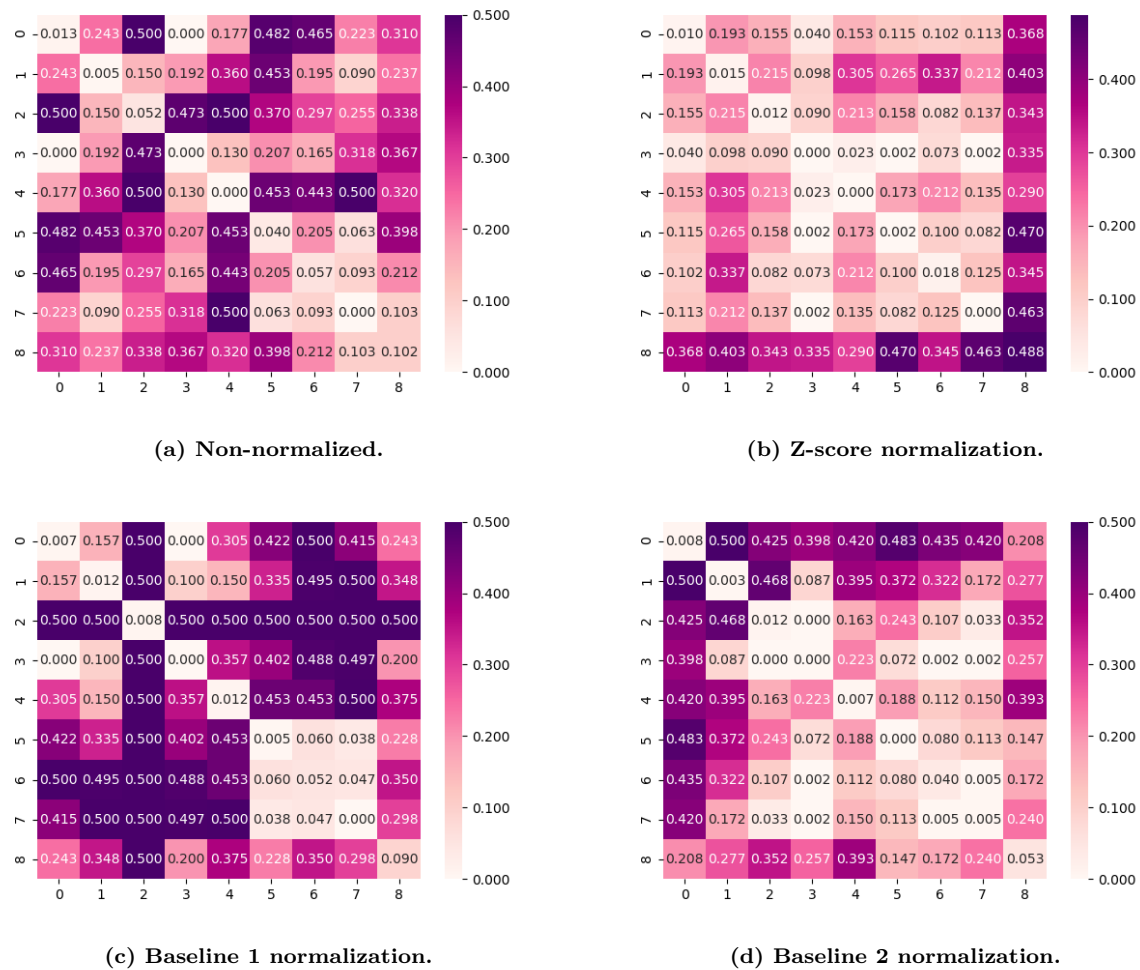 0 0.013 0.243 0.500 0.000 0.177 0.482 0.465 0.223 0.310
1 0.243 0.005 0.150 0.192 0.360 0.453 0.195 0.090 0.237
2 0.500 0.150 0.052 0.473 0.500 0.370 0.297 0.255 0.338
3 0.000 0.192 0.473 0.000 0.130 0.207 0.165 0.318 0.367
4 0.177 0.360 0.500 0.130 0.000 0.453 0.443 0.500 0.320
5 0.482 0.453 0.370 0.207 0.453 0.040 0.205 0.063 0.398
6 0.465 0.195 0.297 0.165 0.443 0.205 0.057 0.093 0.212
7 0.223 0.090 0.255 0.318 0.500 0.063 0.093 0.000 0.103
8 0.310 0.237 0.338 0.367 0.320 0.398 0.212 0.103 0.102
0 1 2 3 4 5 6 7 8
0.500
0.400
0.300
0.200
0.100
0.000
(a) Non-normalized.
0 0.010 0.193 0.155 0.040 0.153 0.115 0.102 0.113 0.368
1 0.193 0.015 0.215 0.098 0.305 0.265 0.337 0.212 0.403
2 0.155 0.215 0.012 0.090 0.213 0.158 0.082 0.137 0.343
3 0.040 0.098 0.090 0.000 0.023 0.002 0.073 0.002 0.335
4 0.153 0.305 0.213 0.023 0.000 0.173 0.212 0.135 0.290
5 0.115 0.265 0.158 0.002 0.173 0.002 0.100 0.082 0.470
6 0.102 0.337 0.082 0.073 0.212 0.100 0.018 0.125 0.345
7 0.113 0.212 0.137 0.002 0.135 0.082 0.125 0.000 0.463
8 0.368 0.403 0.343 0.335 0.290 0.470 0.345 0.463 0.488
0 1 2 3 4 5 6 7 8
0.400
0.300
0.200
0.100
0.000
(b) Z-score normalization.
0 0.007 0.157 0.500 0.000 0.305 0.422 0.500 0.415 0.243
1 0.157 0.012 0.500 0.100 0.150 0.335 0.495 0.500 0.348
2 0.500 0.500 0.008 0.500 0.500 0.500 0.500 0.500 0.500
3 0.000 0.100 0.500 0.000 0.357 0.402 0.488 0.497 0.200
4 0.305 0.150 0.500 0.357 0.012 0.453 0.453 0.500 0.375
5 0.422 0.335 0.500 0.402 0.453 0.005 0.060 0.038 0.228
6 0.500 0.495 0.500 0.488 0.453 0.060 0.052 0.047 0.350
7 0.415 0.500 0.500 0.497 0.500 0.038 0.047 0.000 0.298
8 0.243 0.348 0.500 0.200 0.375 0.228 0.350 0.298 0.090
0 1 2 3 4 5 6 7 8
0.500
0.400
0.300
0.200
0.100
0.000
(c) Baseline 1 normalization.
0 0.008 0.500 0.425 0.398 0.420 0.483 0.435 0.420 0.208
1 0.500 0.003 0.468 0.087 0.395 0.372 0.322 0.172 0.277
2 0.425 0.468 0.012 0.000 0.163 0.243 0.107 0.033 0.352
3 0.398 0.087 0.000 0.000 0.223 0.072 0.002 0.002 0.257
4 0.420 0.395 0.163 0.223 0.007 0.188 0.112 0.150 0.393
5 0.483 0.372 0.243 0.072 0.188 0.000 0.080 0.113 0.147
6 0.435 0.322 0.107 0.002 0.112 0.080 0.040 0.005 0.172
7 0.420 0.172 0.033 0.002 0.150 0.113 0.005 0.005 0.240
8 0.208 0.277 0.352 0.257 0.393 0.147 0.172 0.240 0.053
0 1 2 3 4 5 6 7 8
0.500
0.400
0.300
0.200
0.100
0.000
(d) Baseline 2 normalization.